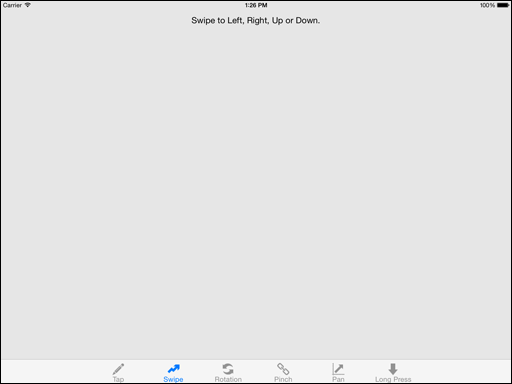 Carrier 1:26 PM 100%
Swipe to Left, Right, Up or Down.
Tap Swipe Rotation Pinch Pan Long Press